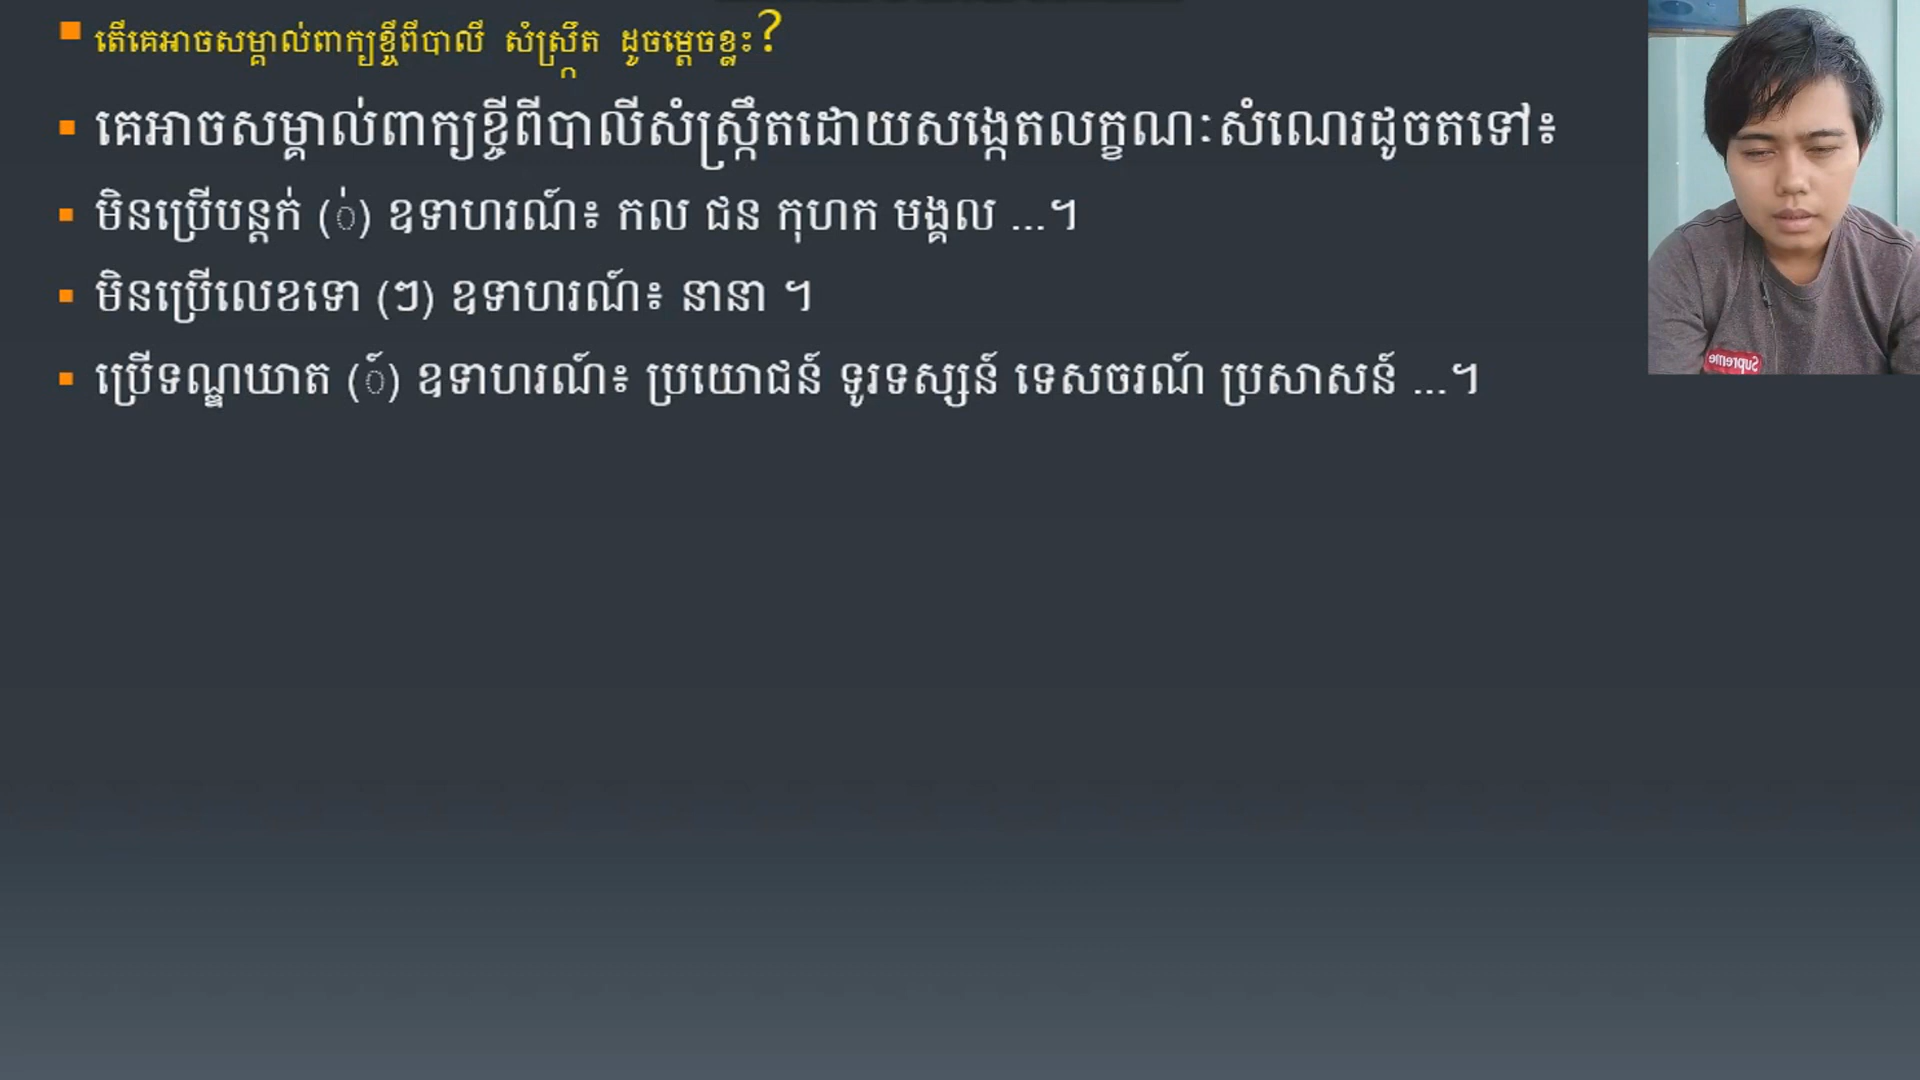 តើគេអាចសម្គាល់ពាក្យខ្ចីពីបាលី សំស្ក្រឹត ដូចម្ដេចខ្លះ?
គេអាចសម្គាល់ពាក្យខ្ចីពីបាលីសំស្ក្រឹតដោយសង្កេតលក្ខណៈសំណេរដូចតទៅ៖
មិនប្រើបន្តក់ (់) ឧទាហរណ៍៖ កល ជន កុហក មង្គល ...។
មិនប្រើលេខទោ (ៗ) ឧទាហរណ៍៖ នានា ។
ប្រើទណ្ឌឃាត (៍) ឧទាហរណ៍៖ ប្រយោជន៍ ទូរទស្សន៍ ទេសចរណ៍ ប្រសាសន៍ ...។
Supreme